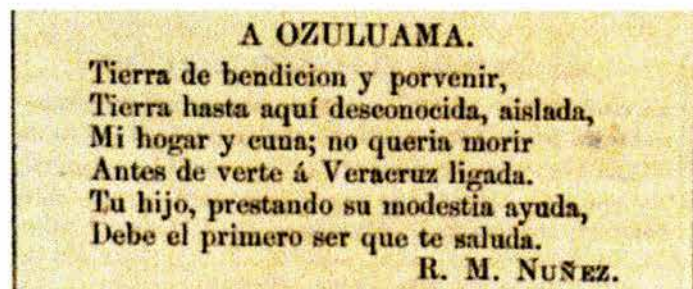 A OZULUAMA.
Tierra de bendicion y porvenir,
Tierra hasta aquí desconocida, aislada,
Mi hogar y cuna; no queria morir
Antes de verte á Veracruz ligada.
Tu hijo, prestando su modestia ayuda,
Debe el primero ser que te saluda.
R. M. NUÑEZ.